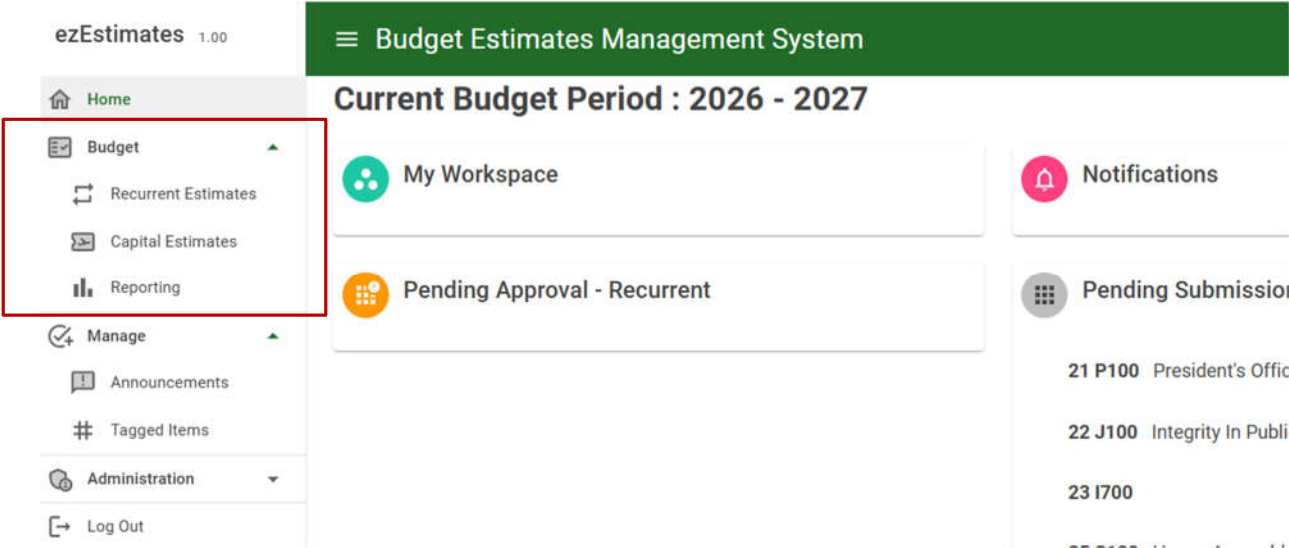 ezEstimates 1.00
Home
Budget
Recurrent Estimates
Capital Estimates
Reporting
Manage
Announcements
Tagged Items
Administration
Log Out
Budget Estimates Management System
Current Budget Period : 2026 - 2027
My Workspace
Notifications
Pending Approval - Recurrent
Pending Submission
21 P100 President's Offic
22 J100 Integrity In Publi
23 I700